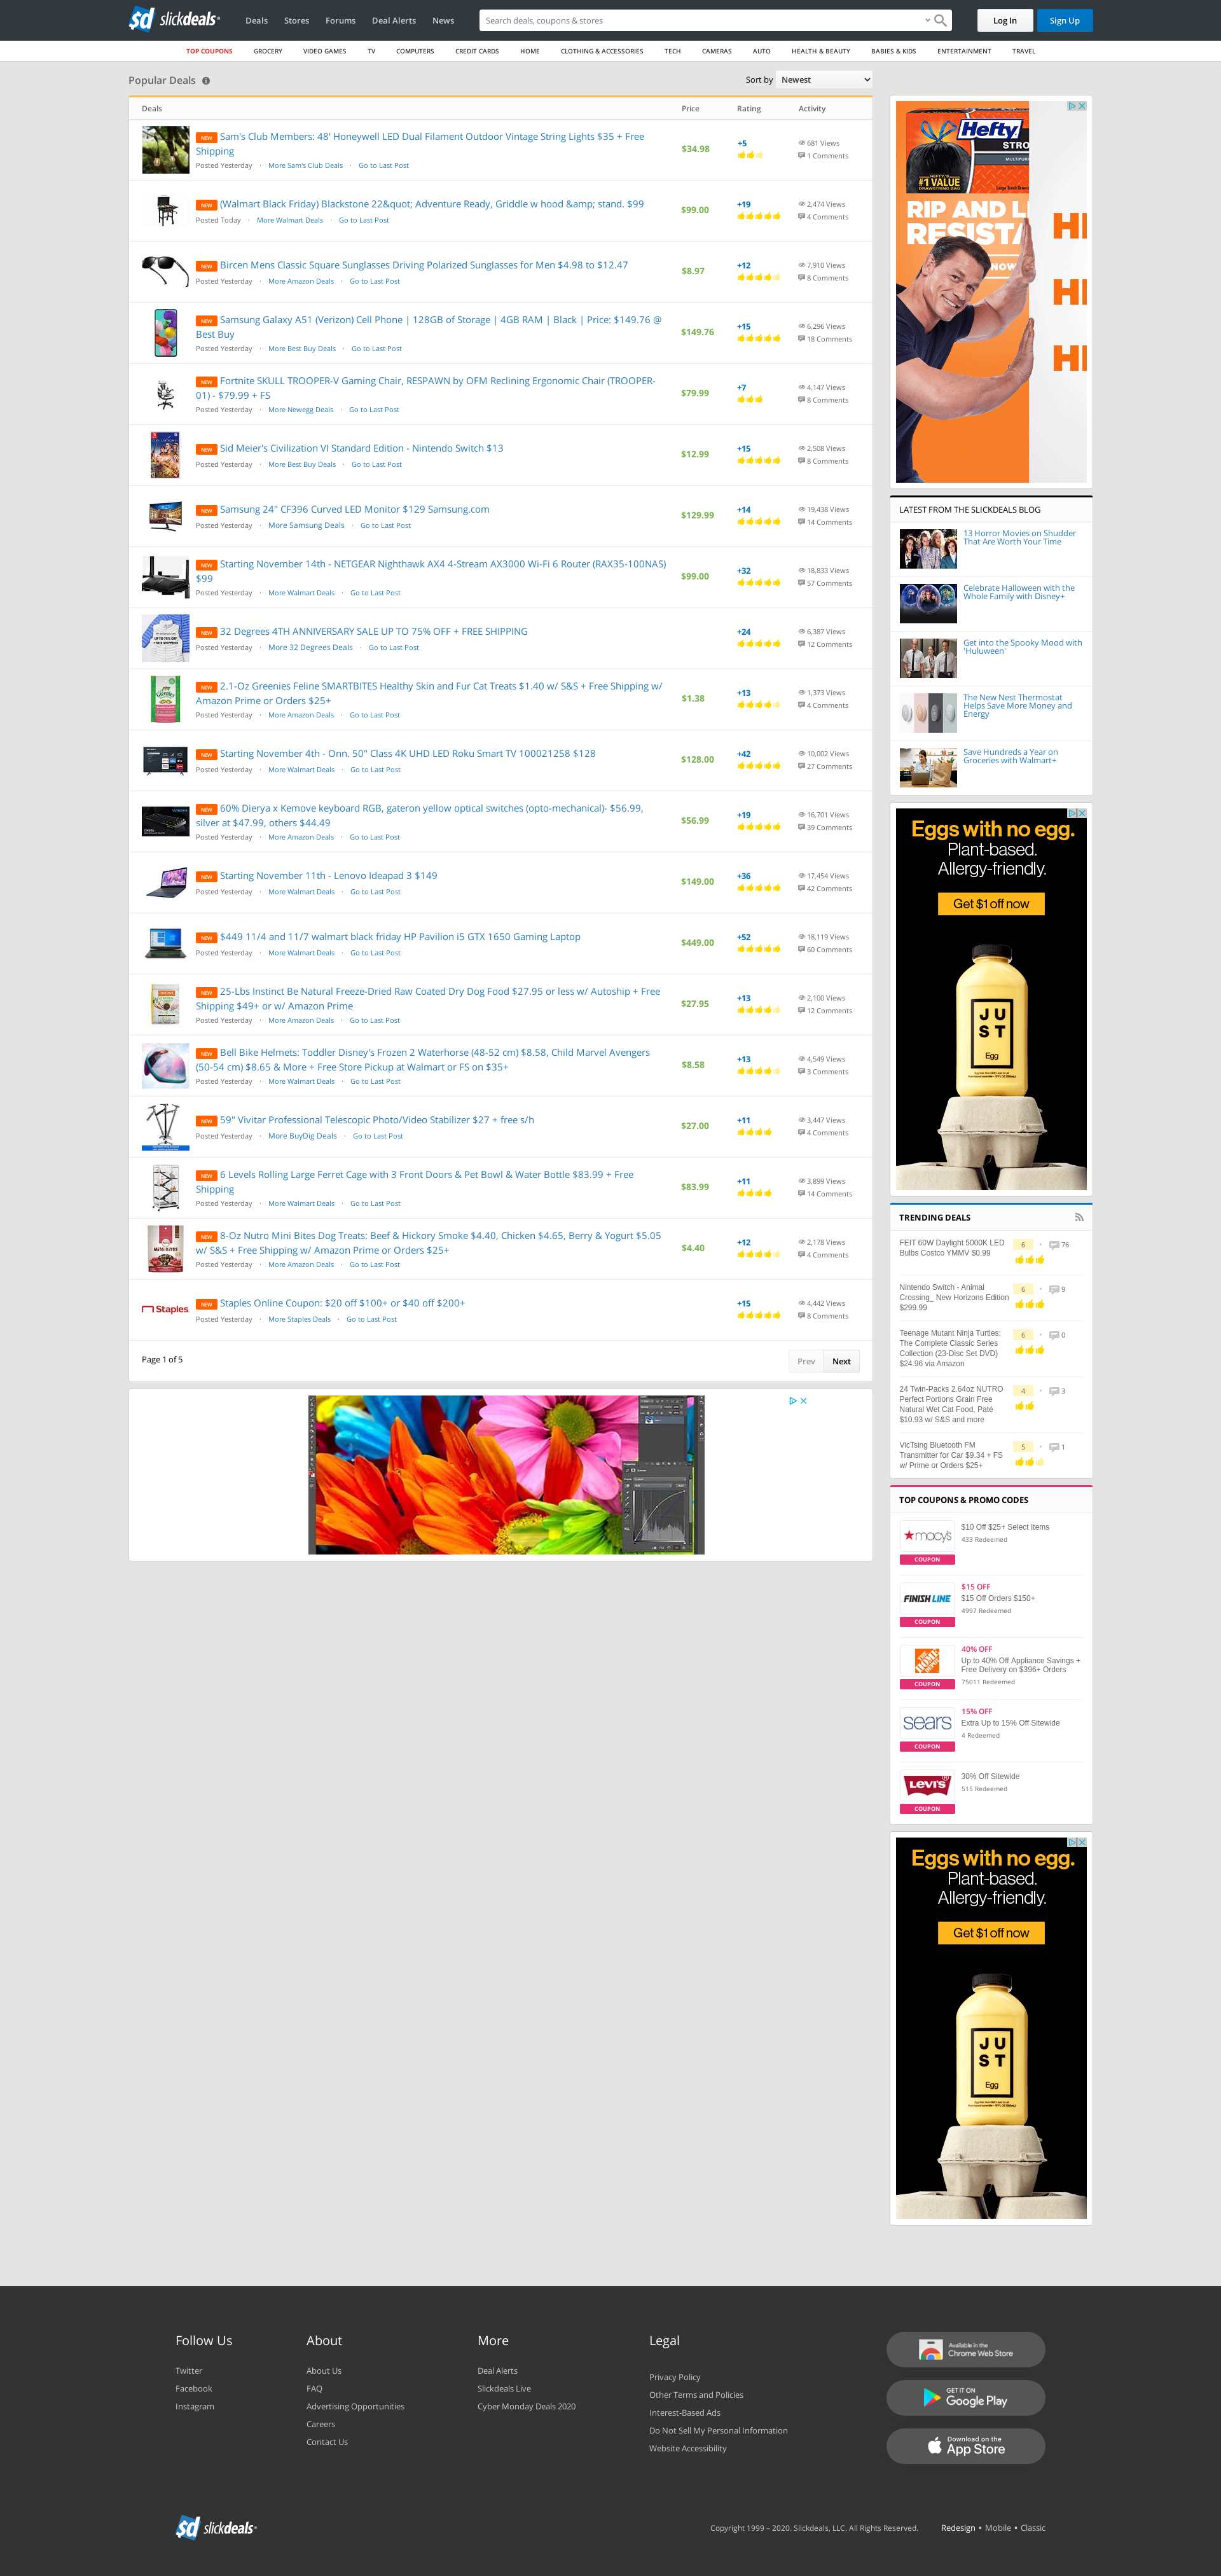 sd slickdeals
Deals
Stores
Forums
Deal Alerts
News
Search deals, coupons & stores
Log In
Sign Up
TOP COUPONS
GROCERY
VIDEO GAMES
TV
COMPUTERS
CREDIT CARDS
HOME
CLOTHING & ACCESSORIES
TECH
CAMERAS
AUTO
HEALTH & BEAUTY
BABIES & KIDS
ENTERTAINMENT
TRAVEL
Popular Deals
Sort by
Newest
Deals
Price
Rating
Activity
NEW Sam's Club Members: 48' Honeywell LED Dual Filament Outdoor Vintage String Lights $35 + Free
Shipping
Posted Yesterday · More Sam's Club Deals · Go to Last Post
$34.98
+5
681 Views
1 Comments
NEW (Walmart Black Friday) Blackstone 22&quot; Adventure Ready, Griddle w hood &amp; stand. $99
Posted Today · More Walmart Deals · Go to Last Post
$99.00
+19
2,474 Views
4 Comments
NEW Bircen Mens Classic Square Sunglasses Driving Polarized Sunglasses for Men $4.98 to $12.47
Posted Yesterday · More Amazon Deals · Go to Last Post
$8.97
+12
7,910 Views
8 Comments
NEW Samsung Galaxy A51 (Verizon) Cell Phone | 128GB of Storage | 4GB RAM | Black | Price: $149.76 @
Best Buy
Posted Yesterday · More Best Buy Deals · Go to Last Post
$149.76
+15
6,296 Views
18 Comments
NEW Fortnite SKULL TROOPER-V Gaming Chair, RESPAWN by OFM Reclining Ergonomic Chair (TROOPER-
01) - $79.99 + FS
Posted Yesterday · More Newegg Deals · Go to Last Post
$79.99
+7
4,147 Views
8 Comments
NEW Sid Meier's Civilization VI Standard Edition - Nintendo Switch $13
Posted Yesterday · More Best Buy Deals · Go to Last Post
$12.99
+15
2,508 Views
8 Comments
NEW Samsung 24" CF396 Curved LED Monitor $129 Samsung.com
Posted Yesterday · More Samsung Deals · Go to Last Post
$129.99
+14
19,438 Views
14 Comments
NEW Starting November 14th - NETGEAR Nighthawk AX4 4-Stream AX3000 Wi-Fi 6 Router (RAX35-100NAS)
$99
Posted Yesterday · More Walmart Deals · Go to Last Post
$99.00
+32
18,833 Views
57 Comments
NEW 32 Degrees 4TH ANNIVERSARY SALE UP TO 75% OFF + FREE SHIPPING
Posted Yesterday · More 32 Degrees Deals · Go to Last Post
+24
6,387 Views
12 Comments
NEW 2.1-Oz Greenies Feline SMARTBITES Healthy Skin and Fur Cat Treats $1.40 w/ S&S + Free Shipping w/
Amazon Prime or Orders $25+
Posted Yesterday · More Amazon Deals · Go to Last Post
$1.38
+13
1,373 Views
4 Comments
NEW Starting November 4th - Onn. 50" Class 4K UHD LED Roku Smart TV 100021258 $128
Posted Yesterday · More Walmart Deals · Go to Last Post
$128.00
+42
10,002 Views
27 Comments
NEW 60% Dierya x Kemove keyboard RGB, gateron yellow optical switches (opto-mechanical)- $56.99,
silver at $47.99, others $44.49
Posted Yesterday · More Amazon Deals · Go to Last Post
$56.99
+19
16,701 Views
39 Comments
NEW Starting November 11th - Lenovo Ideapad 3 $149
Posted Yesterday · More Walmart Deals · Go to Last Post
$149.00
+36
17,454 Views
42 Comments
NEW $449 11/4 and 11/7 walmart black friday HP Pavilion i5 GTX 1650 Gaming Laptop
Posted Yesterday · More Walmart Deals · Go to Last Post
$449.00
+52
18,119 Views
60 Comments
NEW 25-Lbs Instinct Be Natural Freeze-Dried Raw Coated Dry Dog Food $27.95 or less w/ Autoship + Free
Shipping $49+ or w/ Amazon Prime
Posted Yesterday · More Amazon Deals · Go to Last Post
$27.95
+13
2,100 Views
12 Comments
NEW Bell Bike Helmets: Toddler Disney's Frozen 2 Waterhorse (48-52 cm) $8.58, Child Marvel Avengers
(50-54 cm) $8.65 & More + Free Store Pickup at Walmart or FS on $35+
Posted Yesterday · More Walmart Deals · Go to Last Post
$8.58
+13
4,549 Views
3 Comments
NEW 59" Vivitar Professional Telescopic Photo/Video Stabilizer $27 + free s/h
Posted Yesterday · More BuyDig Deals · Go to Last Post
$27.00
+11
3,447 Views
4 Comments
NEW 6 Levels Rolling Large Ferret Cage with 3 Front Doors & Pet Bowl & Water Bottle $83.99 + Free
Shipping
Posted Yesterday · More Walmart Deals · Go to Last Post
$83.99
+11
3,899 Views
14 Comments
NEW 8-Oz Nutro Mini Bites Dog Treats: Beef & Hickory Smoke $4.40, Chicken $4.65, Berry & Yogurt $5.05
w/ S&S + Free Shipping w/ Amazon Prime or Orders $25+
Posted Yesterday · More Amazon Deals · Go to Last Post
$4.40
+12
2,178 Views
4 Comments
Staples.
NEW Staples Online Coupon: $20 off $100+ or $40 off $200+
Posted Yesterday · More Staples Deals · Go to Last Post
+15
4,442 Views
8 Comments
Page 1 of 5
Prev
Next
Hefty
STRO
MULTIPUR
#1 VALUE
RIP AND L
RESISTA
NOW
LATEST FROM THE SLICKDEALS BLOG
13 Horror Movies on Shudder
That Are Worth Your Time
Celebrate Halloween with the
Whole Family with Disney+
Get into the Spooky Mood with
'Huluween'
The New Nest Thermostat
Helps Save More Money and
Energy
Save Hundreds a Year on
Groceries with Walmart+
Eggs with no egg.
Plant-based.
Allergy-friendly.
Get $1 off now
JU
ST
Egg
TRENDING DEALS
FEIT 60W Daylight 5000K LED
Bulbs Costco YMMV $0.99
6 · 76
Nintendo Switch - Animal
Crossing_ New Horizons Edition
$299.99
6 · 9
Teenage Mutant Ninja Turtles:
The Complete Classic Series
Collection (23-Disc Set DVD)
$24.96 via Amazon
6 · 0
24 Twin-Packs 2.64oz NUTRO
Perfect Portions Grain Free
Natural Wet Cat Food, Paté
$10.93 w/ S&S and more
4 · 3
VicTsing Bluetooth FM
Transmitter for Car $9.34 + FS
w/ Prime or Orders $25+
5 · 1
TOP COUPONS & PROMO CODES
macy's
COUPON
$10 Off $25+ Select Items
433 Redeemed
FINISH LINE
COUPON
$15 OFF
$15 Off Orders $150+
4997 Redeemed
COUPON
40% OFF
Up to 40% Off Appliance Savings +
Free Delivery on $396+ Orders
75011 Redeemed
sears
COUPON
15% OFF
Extra Up to 15% Off Sitewide
4 Redeemed
LEVI'S
COUPON
30% Off Sitewide
515 Redeemed
Eggs with no egg.
Plant-based.
Allergy-friendly.
Get $1 off now
JU
ST
Egg
Follow Us
Twitter
Facebook
Instagram
About
About Us
FAQ
Advertising Opportunities
Careers
Contact Us
More
Deal Alerts
Slickdeals Live
Cyber Monday Deals 2020
Legal
Privacy Policy
Other Terms and Policies
Interest-Based Ads
Do Not Sell My Personal Information
Website Accessibility
Available in the
Chrome Web Store
GET IT ON
Google Play
Download on the
App Store
sd slickdeals
Copyright 1999 – 2020. Slickdeals, LLC. All Rights Reserved.
Redesign • Mobile • Classic